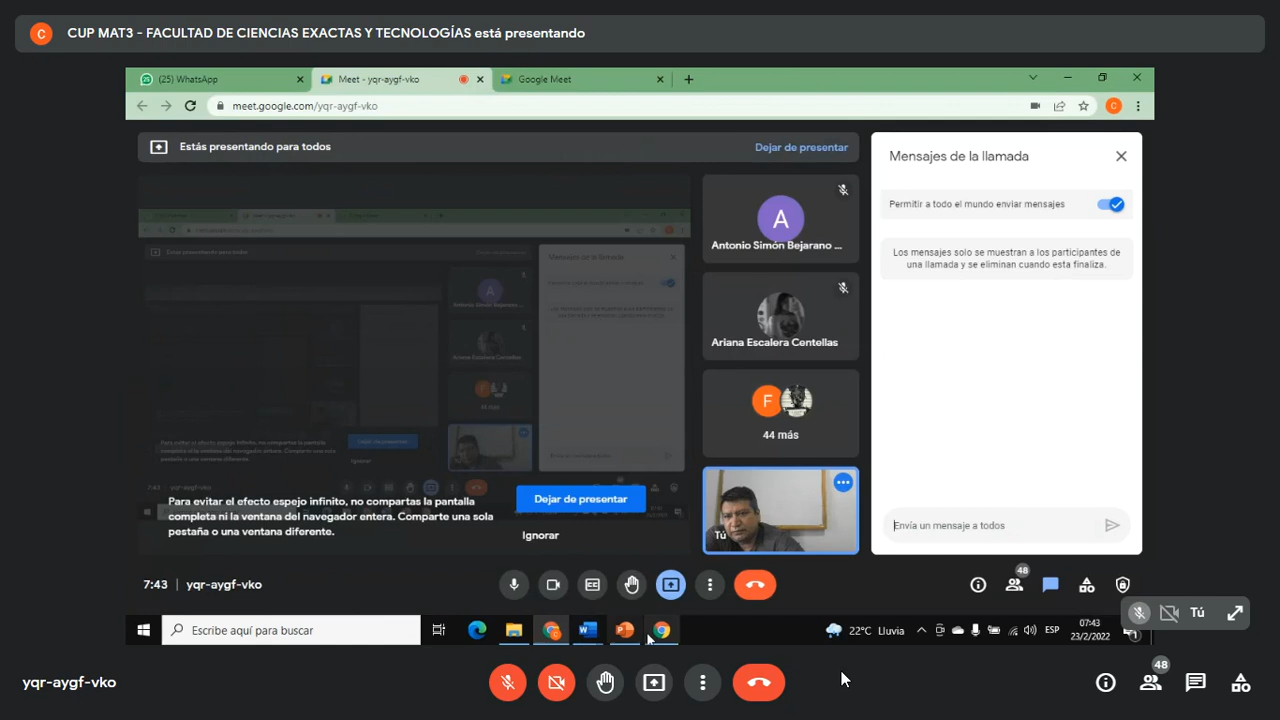 C
CUP MAT3 - FACULTAD DE CIENCIAS EXACTAS Y TECNOLOGÍAS está presentando
25
(25) WhatsApp
Meet - yqr-aygf-vko
Google Meet
meet.google.com/yqr-aygf-vko
C
Estás presentando para todos
Dejar de presentar
Mensajes de la llamada
Permitir a todo el mundo enviar mensajes
Los mensajes solo se muestran a los participantes de
una llamada y se eliminan cuando esta finaliza.
A
Antonio Simón Bejarano ...
Ariana Escalera Centellas
F
44 más
Tú
Para evitar el efecto espejo infinito, no compartas la pantalla
completa ni la ventana del navegador entera. Comparte una sola
pestaña o una ventana diferente.
Dejar de presentar
Ignorar
Envía un mensaje a todos
7:43 | yqr-aygf-vko
48
Escribe aquí para buscar
22°C Lluvia
ESP
07:43
23/2/2022
1
Tú
yqr-aygf-vko
48